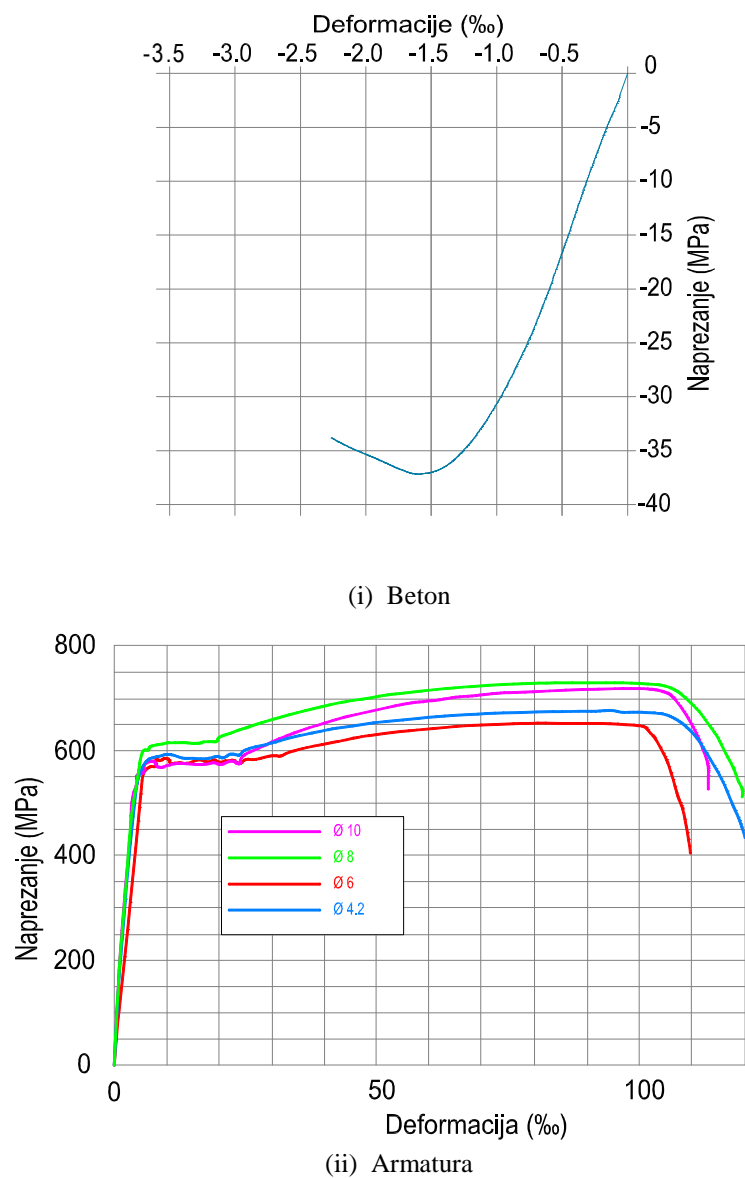 Deformacije (‰)
-3.5 -3.0 -2.5 -2.0 -1.5 -1.0 -0.5 0
-5
-10
-15
-20
-25
-30
-35
-40
Naprezanje (MPa)
(i) Beton
800
600
400
200
0
Naprezanje (MPa)
Ø 10
Ø 8
Ø 6
Ø 4.2
0 50 100
Deformacija (‰)
(ii) Armatura